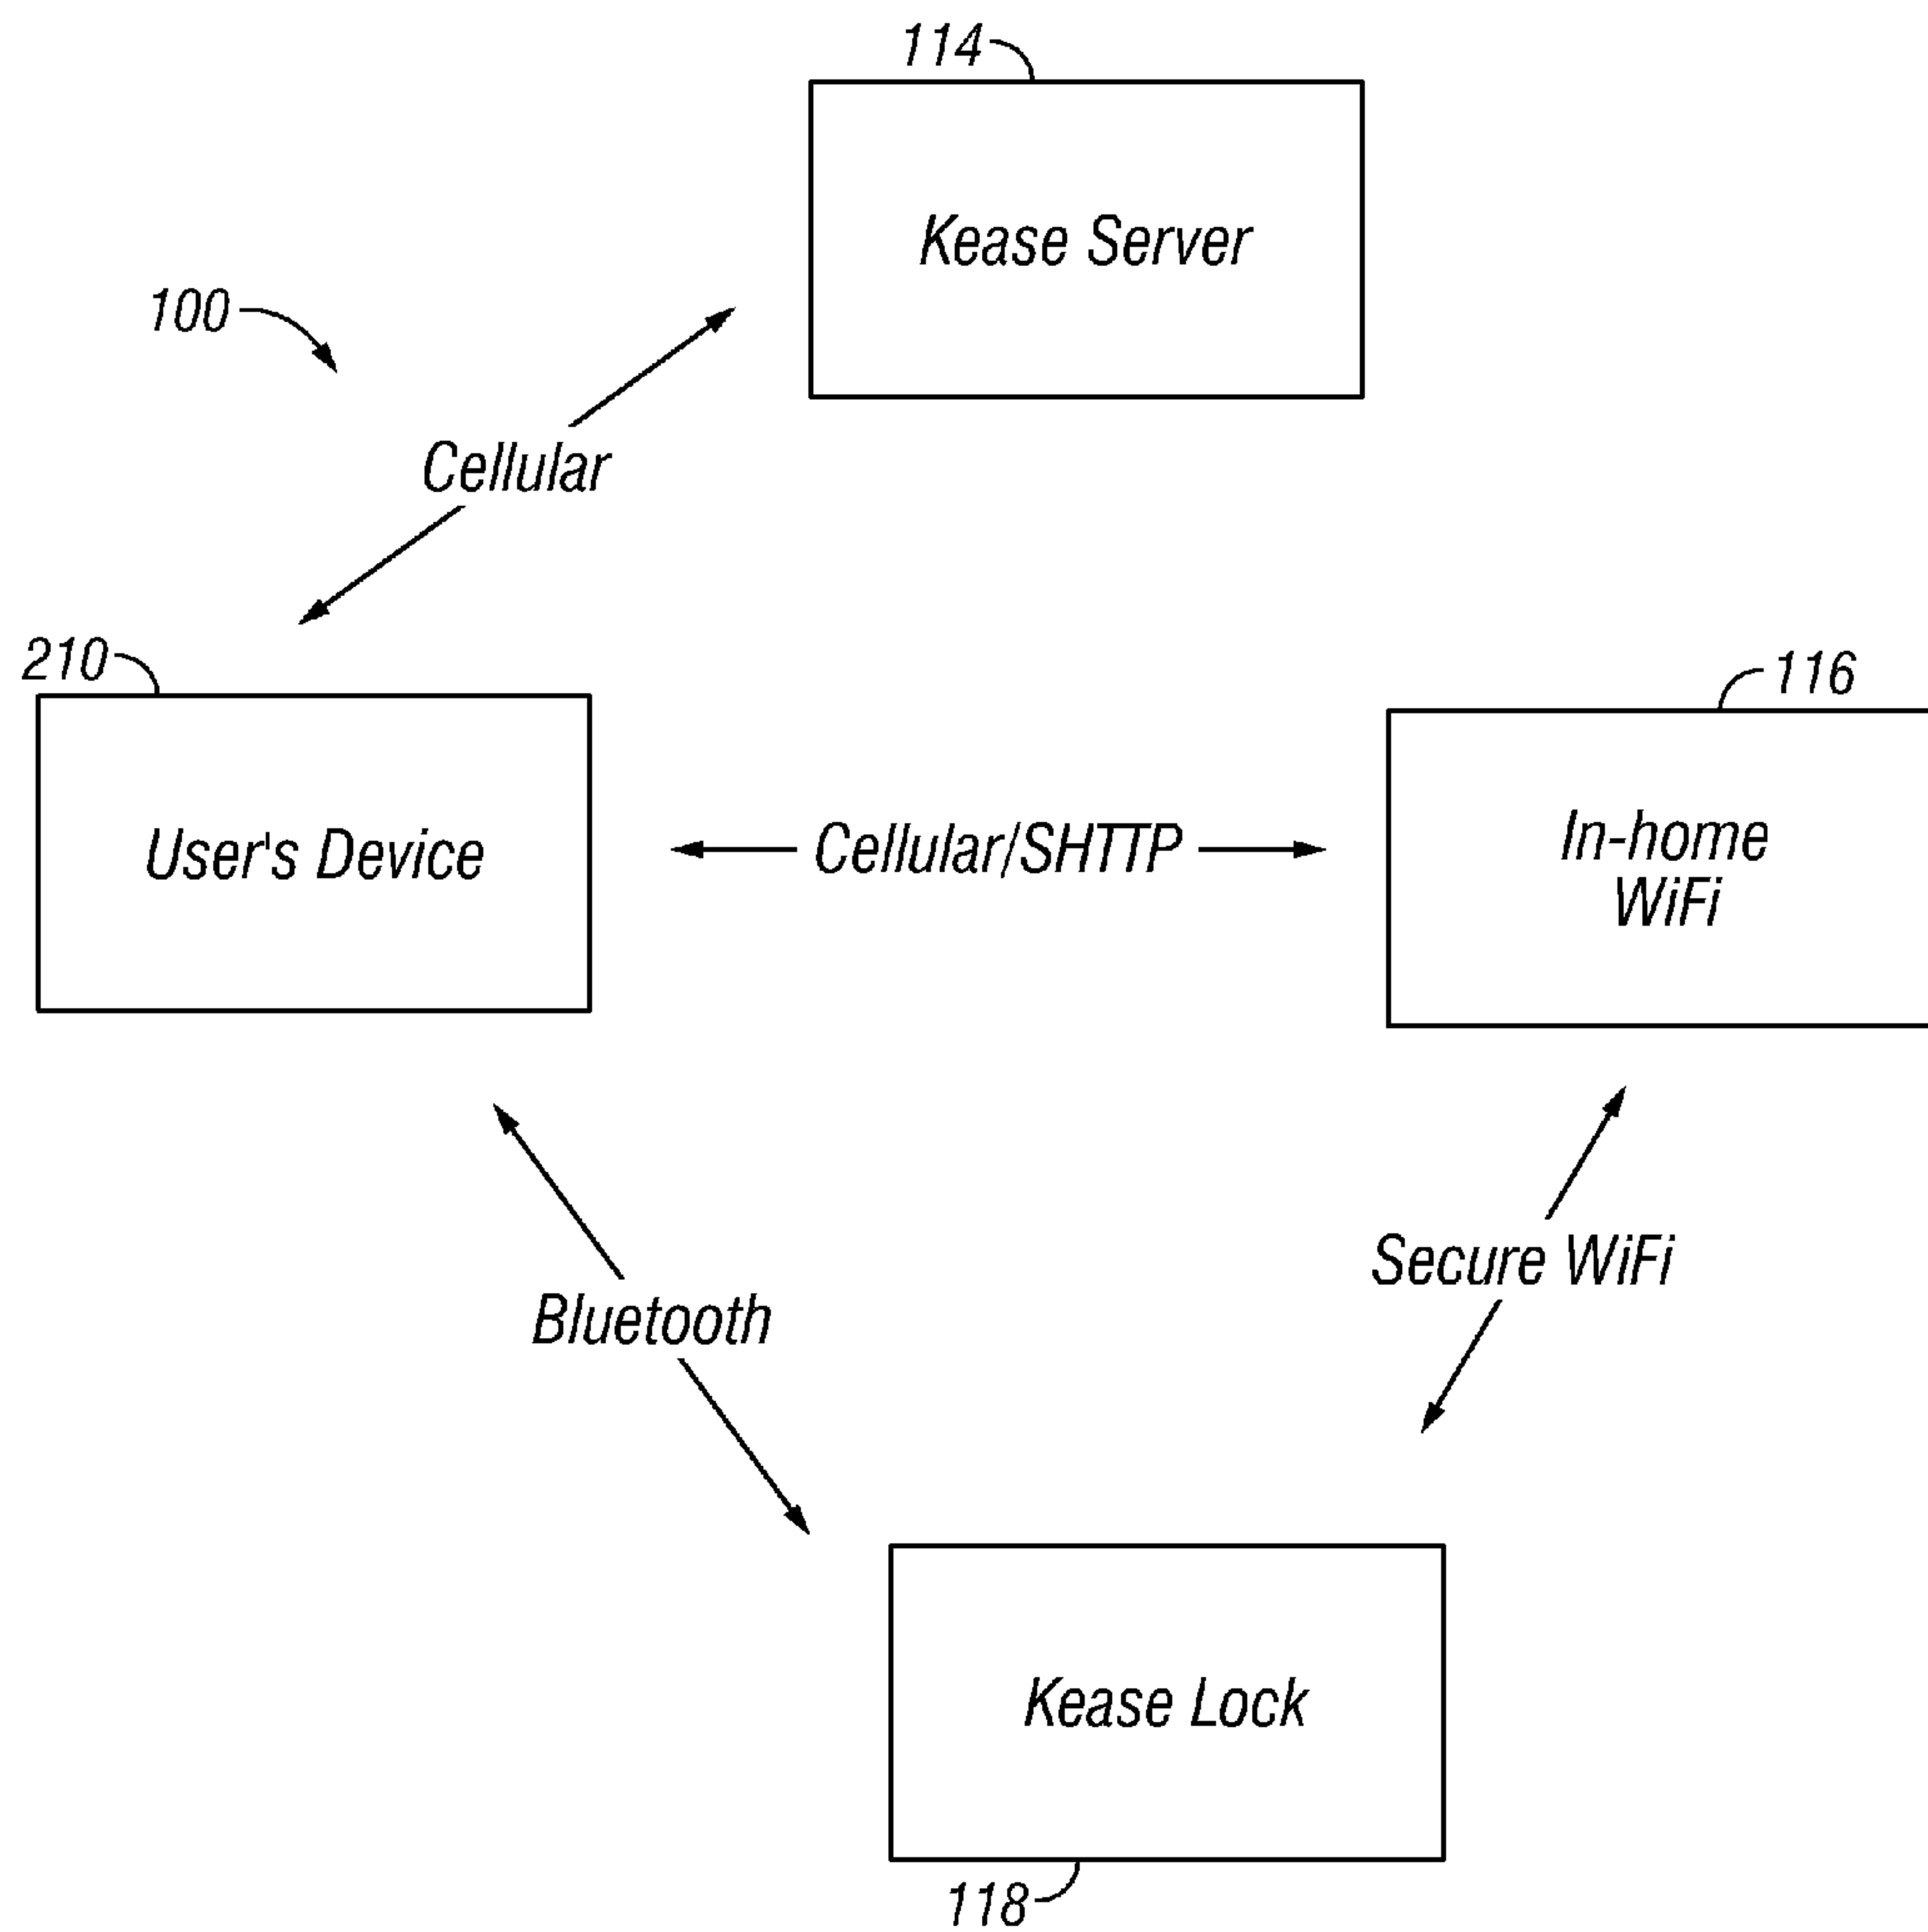 114
Kease Server
100
Cellular
210
116
User's Device
Cellular/SHTTP
In-home
WiFi
Secure WiFi
Bluetooth
Kease Lock
118